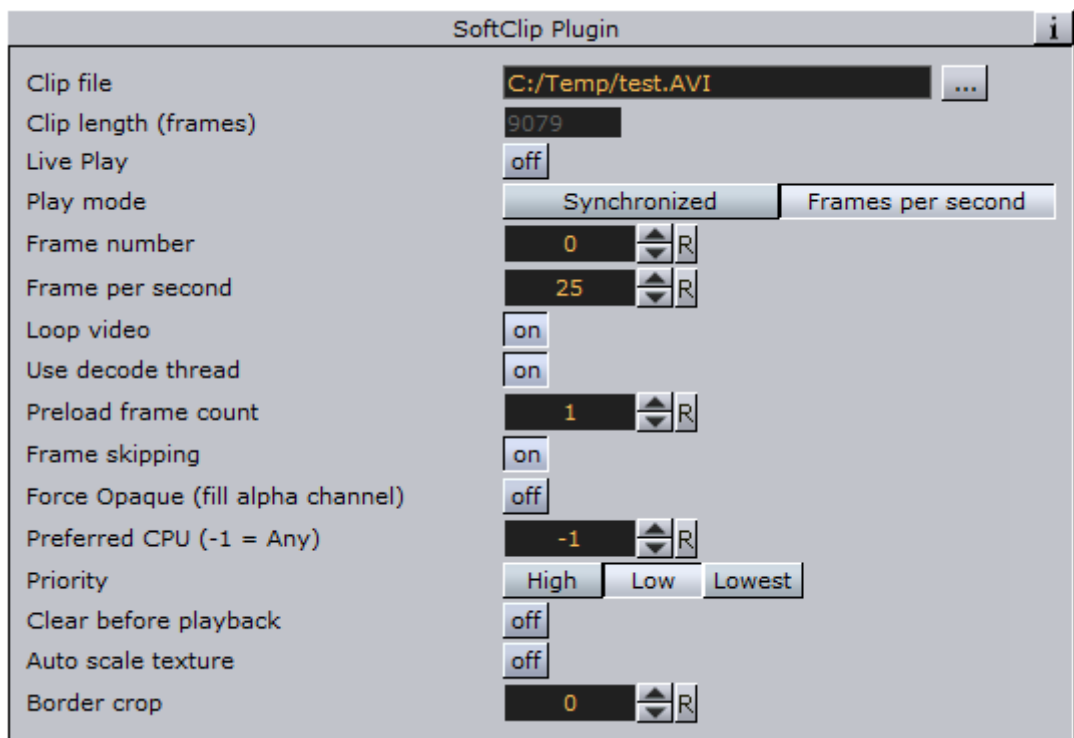 SoftClip Plugin i
Clip file C:/Temp/test.AVI ...
Clip length (frames) 9079
Live Play off
Play mode Synchronized Frames per second
Frame number 0 R
Frame per second 25 R
Loop video on
Use decode thread on
Preload frame count 1 R
Frame skipping on
Force Opaque (fill alpha channel) off
Preferred CPU (-1 = Any) -1 R
Priority High Low Lowest
Clear before playback off
Auto scale texture off
Border crop 0 R